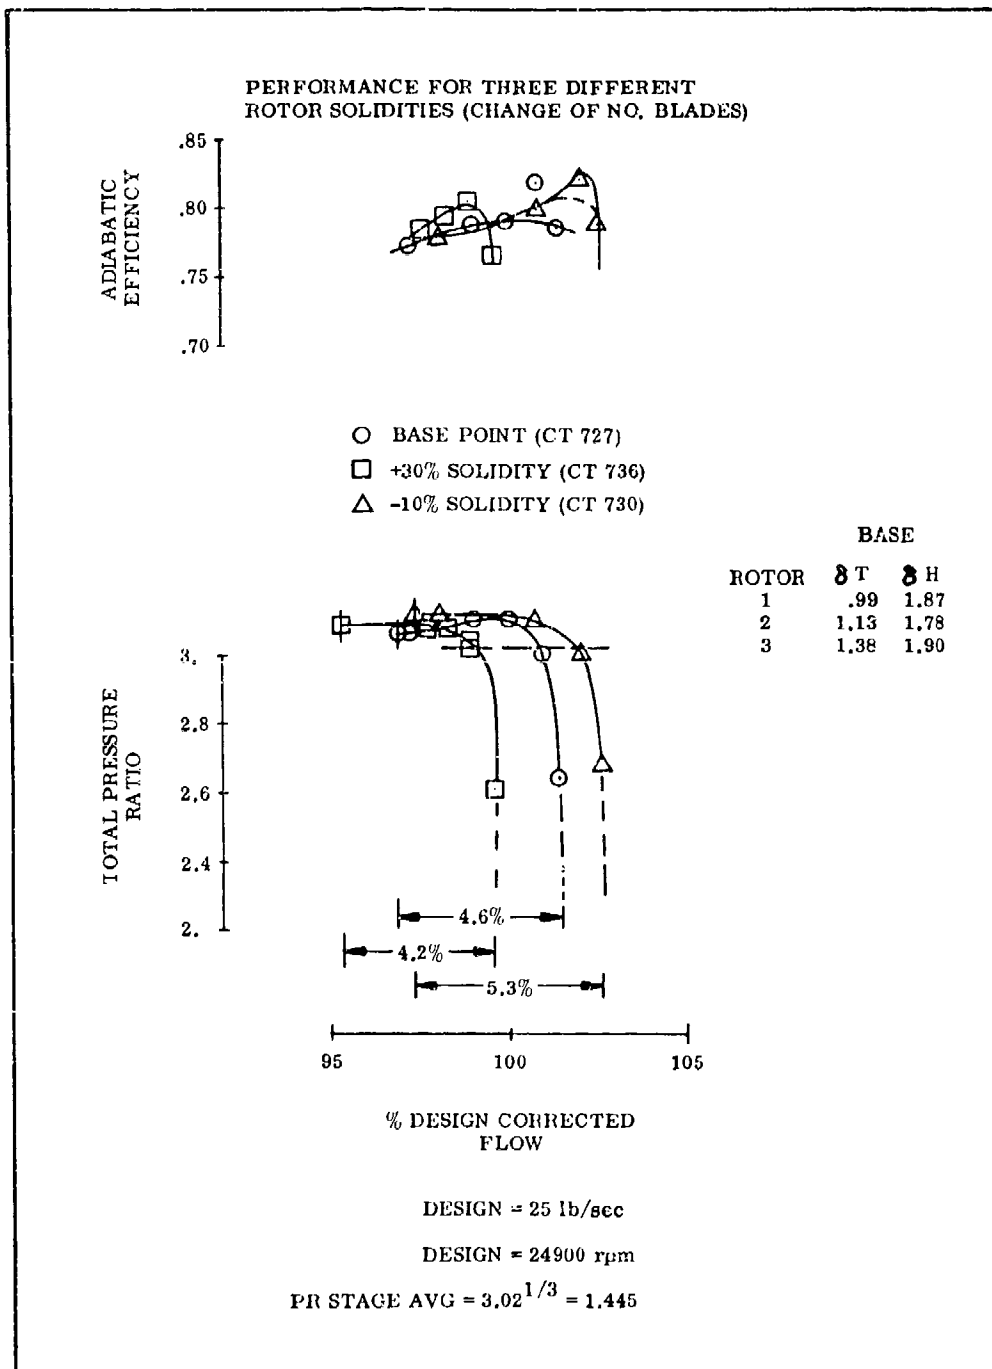 PERFORMANCE FOR THREE DIFFERENT
ROTOR SOLIDITIES (CHANGE OF NO. BLADES)
.85
.80
.75
.70
ADIABATIC
EFFICIENCY
BASE POINT (CT 727)
+30% SOLIDITY (CT 736)
-10% SOLIDITY (CT 730)
BASE
ROTOR T H
1 .99 1.87
2 1.13 1.78
3 1.38 1.90
3.
2.8
2.6
2.4
2.
TOTAL PRESSURE
RATIO
4.6%
4.2%
5.3%
95 100 105
% DESIGN CORRECTED
FLOW
DESIGN = 25 lb/sec
DESIGN = 24900 rpm
PR STAGE AVG = 3.02^1/3 = 1.445